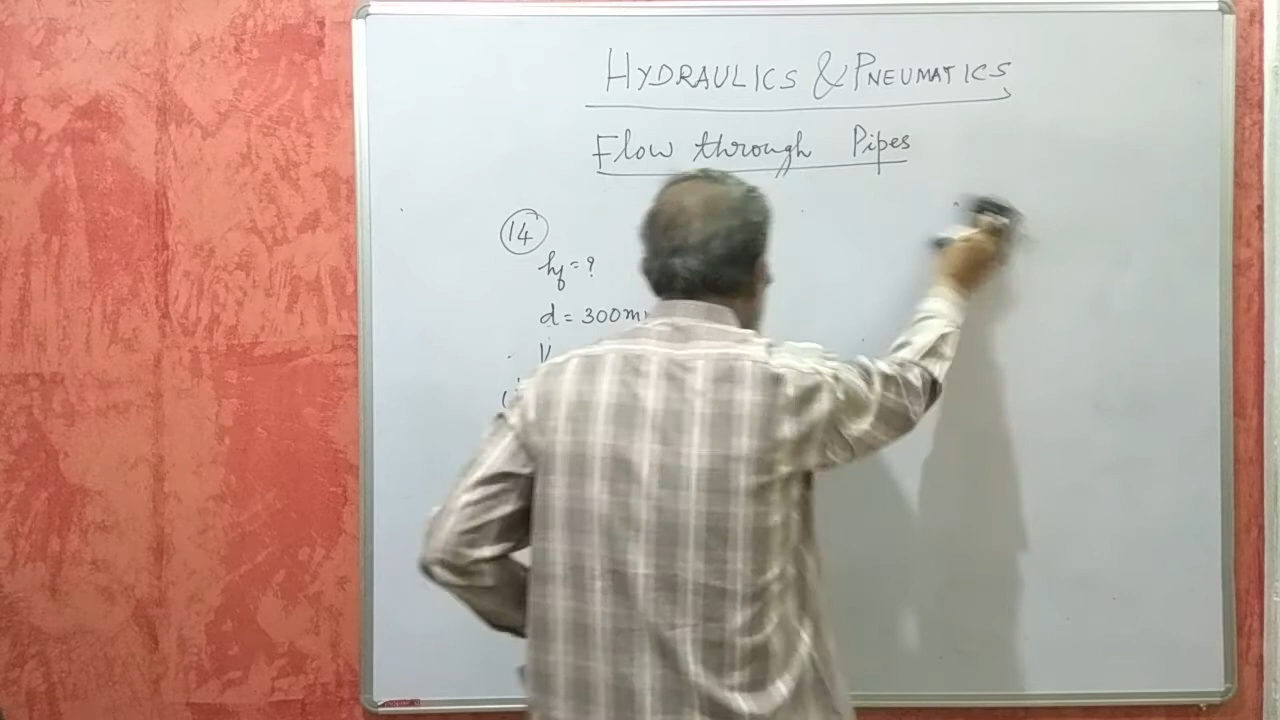 HYDRAULICS & PNEUMATICS
Flow through Pipes
14
hf = ?
d = 300m